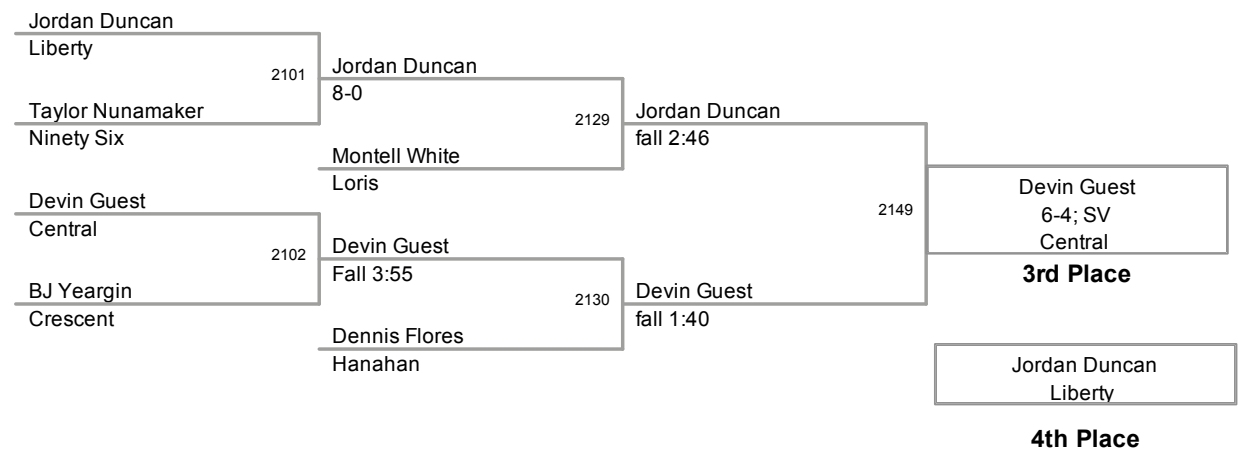 Jordan Duncan
Liberty
2101
Taylor Nunamaker
Ninety Six
Jordan Duncan
8-0
2129
Montell White
Loris
Devin Guest
Central
2102
BJ Yeargin
Crescent
Devin Guest
Fall 3:55
2130
Dennis Flores
Hanahan
Jordan Duncan
fall 2:46
2149
Devin Guest
fall 1:40
Devin Guest
6-4; SV
Central
3rd Place
Jordan Duncan
Liberty
4th Place